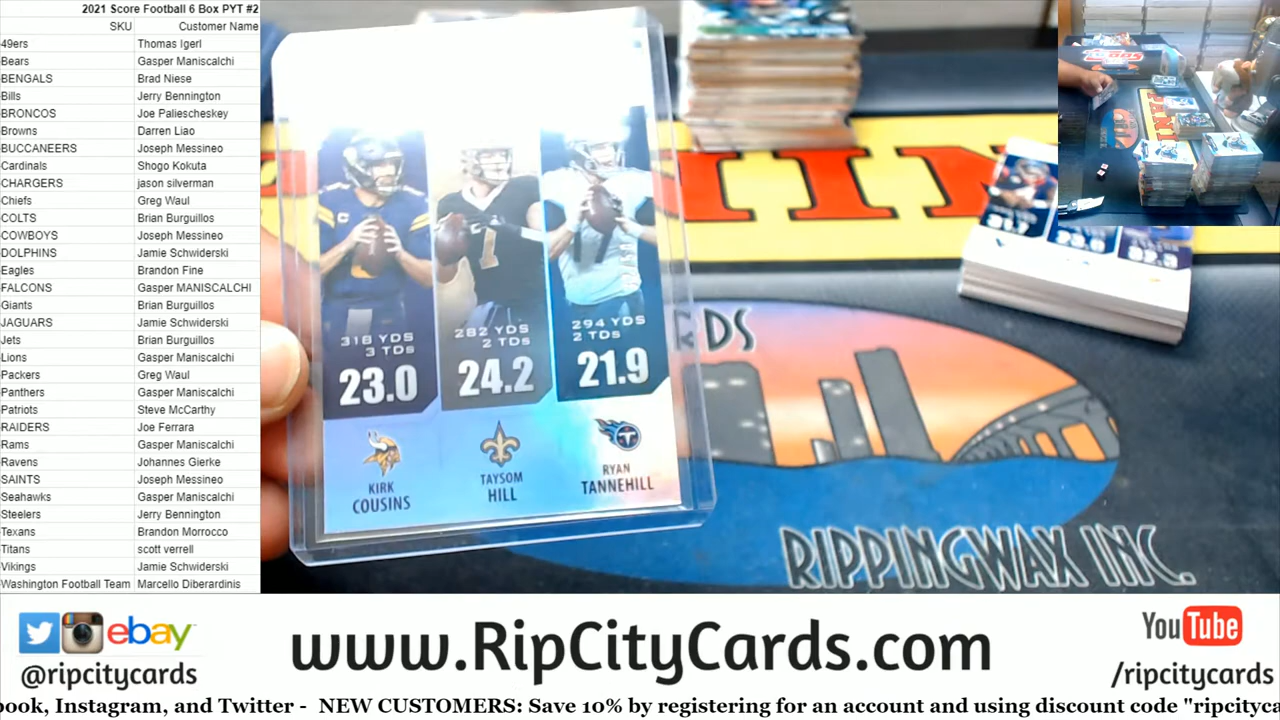 2021 Score Football 6 Box PYT #2
SKU Customer Name
49ers Thomas Igerl
Bears Gasper Maniscalchi
BENGALS Brad Niese
Bills Jerry Bennington
BRONCOS Joe Paliescheskey
Browns Darren Liao
BUCCANEERS Joseph Messineo
Cardinals Shogo Kokuta
CHARGERS jason silverman
Chiefs Greg Waul
COLTS Brian Burguillos
COWBOYS Joseph Messineo
DOLPHINS Jamie Schwiderski
Eagles Brandon Fine
FALCONS Gasper MANISCALCHI
Giants Brian Burguillos
JAGUARS Jamie Schwiderski
Jets Brian Burguillos
Lions Gasper Maniscalchi
Packers Greg Waul
Panthers Gasper Maniscalchi
Patriots Steve McCarthy
RAIDERS Joe Ferrara
Rams Gasper Maniscalchi
Ravens Johannes Gierke
SAINTS Joseph Messineo
Seahawks Gasper Maniscalchi
Steelers Jerry Bennington
Texans Brandon Morrocco
Titans scott verrell
Vikings Jamie Schwiderski
Washington Football Team Marcello Diberardinis
318 YDS 282 YDS 294 YDS
3 TDS 2 TDS 2 TDS
23.0 24.2 21.9
KIRK TAYSOM RYAN
COUSINS HILL TANNEHILL
RDS
RIPPINGWAX INC.
ebay
@ripcitycards
www.RipCityCards.com
YouTube
/ripcitycards
book, Instagram, and Twitter - NEW CUSTOMERS: Save 10% by registering for an account and using discount code "ripcityca